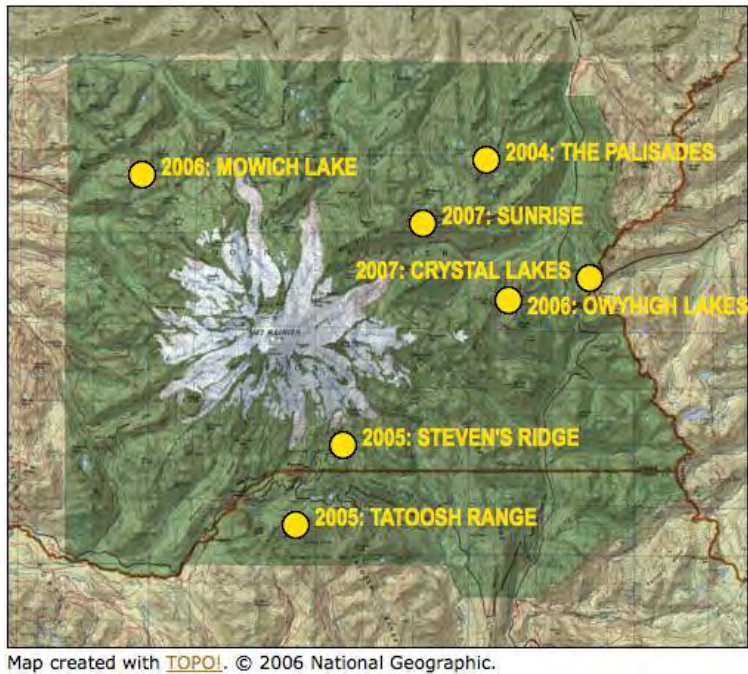 2004: THE PALISADES
2006: MOWICH LAKE
2007: SUNRISE
2007: CRYSTAL LAKES
2006: OWYHIGH LAKES
MT RAINIER
2005: STEVEN'S RIDGE
2005: TATOOSH RANGE
Map created with TOPO!. © 2006 National Geographic.